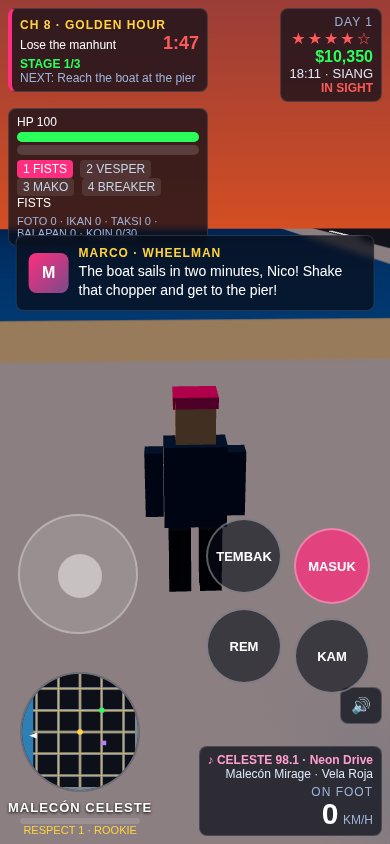 CH 8 · GOLDEN HOUR
Lose the manhunt 1:47
STAGE 1/3
NEXT: Reach the boat at the pier
DAY 1
★★★★☆
$10,350
18:11 · SIANG
IN SIGHT
HP 100
1 FISTS 2 VESPER
3 MAKO 4 BREAKER
FISTS
FOTO 0 · IKAN 0 · TAKSI 0 ·
BALAPAN 0 · KOIN 0/30
M
MARCO · WHEELMAN
The boat sails in two minutes, Nico! Shake
that chopper and get to the pier!
TEMBAK
MASUK
REM
KAM
♪ CELESTE 98.1 · Neon Drive
Malecón Mirage · Vela Roja
ON FOOT
0 KM/H
MALECÓN CELESTE
RESPECT 1 · ROOKIE